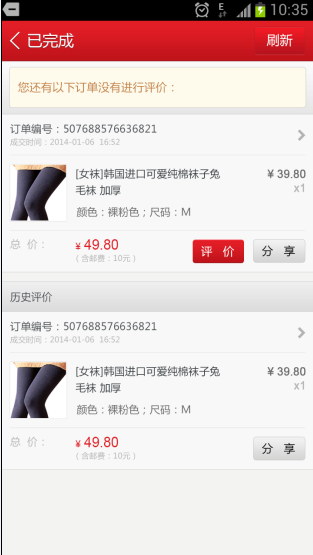 E
10:35
已完成
刷新
您还有以下订单没有进行评价：
订单编号：507688576636821
成交时间：2014-01-06 16:52
[女袜]韩国进口可爱纯棉袜子兔
¥ 39.80
毛袜 加厚
x1
颜色：裸粉色；尺码：M
总 价：
¥ 49.80
评 价
分 享
( 含邮费：10元 )
历史评价
订单编号：507688576636821
成交时间：2014-01-06 16:52
[女袜]韩国进口可爱纯棉袜子兔
¥ 39.80
毛袜 加厚
x1
颜色：裸粉色；尺码：M
总 价：
¥ 49.80
分 享
( 含邮费：10元 )